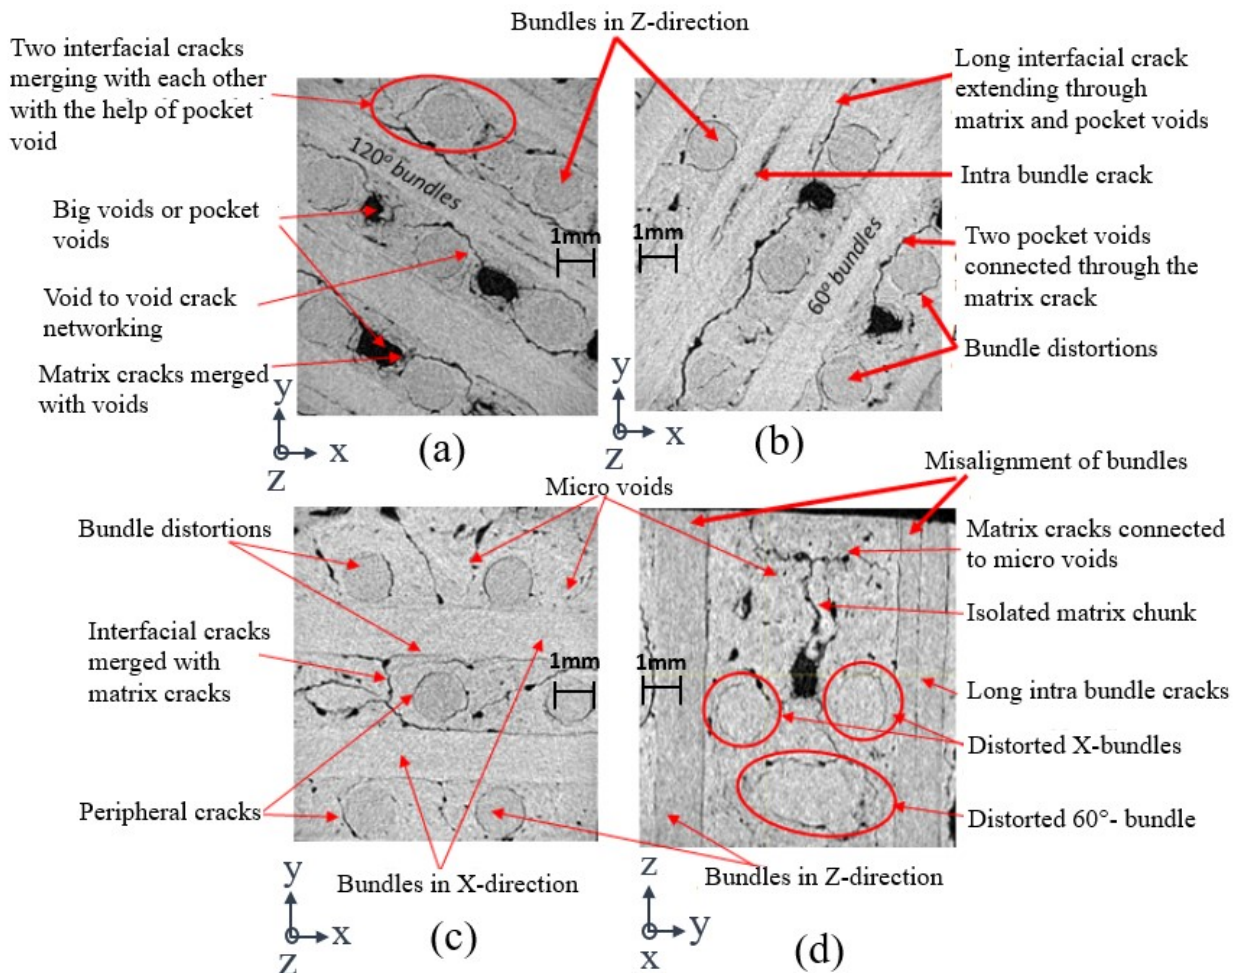 Bundles in Z-direction
Two interfacial cracks
merging with each other
with the help of pocket
void
120° bundles
Big voids or pocket
voids
1mm
Void to void crack
networking
Matrix cracks merged
with voids
y
x
z
(a)
Long interfacial crack
extending through
matrix and pocket voids
Intra bundle crack
1mm
60° bundles
Two pocket voids
connected through the
matrix crack
Bundle distortions
y
x
z
(b)
Micro voids
Bundle distortions
Interfacial cracks
merged with
matrix cracks
1mm
Peripheral cracks
Bundles in X-direction
y
x
z
(c)
Misalignment of bundles
Matrix cracks connected
to micro voids
Isolated matrix chunk
1mm
Long intra bundle cracks
Distorted X-bundles
Distorted 60°- bundle
Bundles in Z-direction
z
y
x
(d)